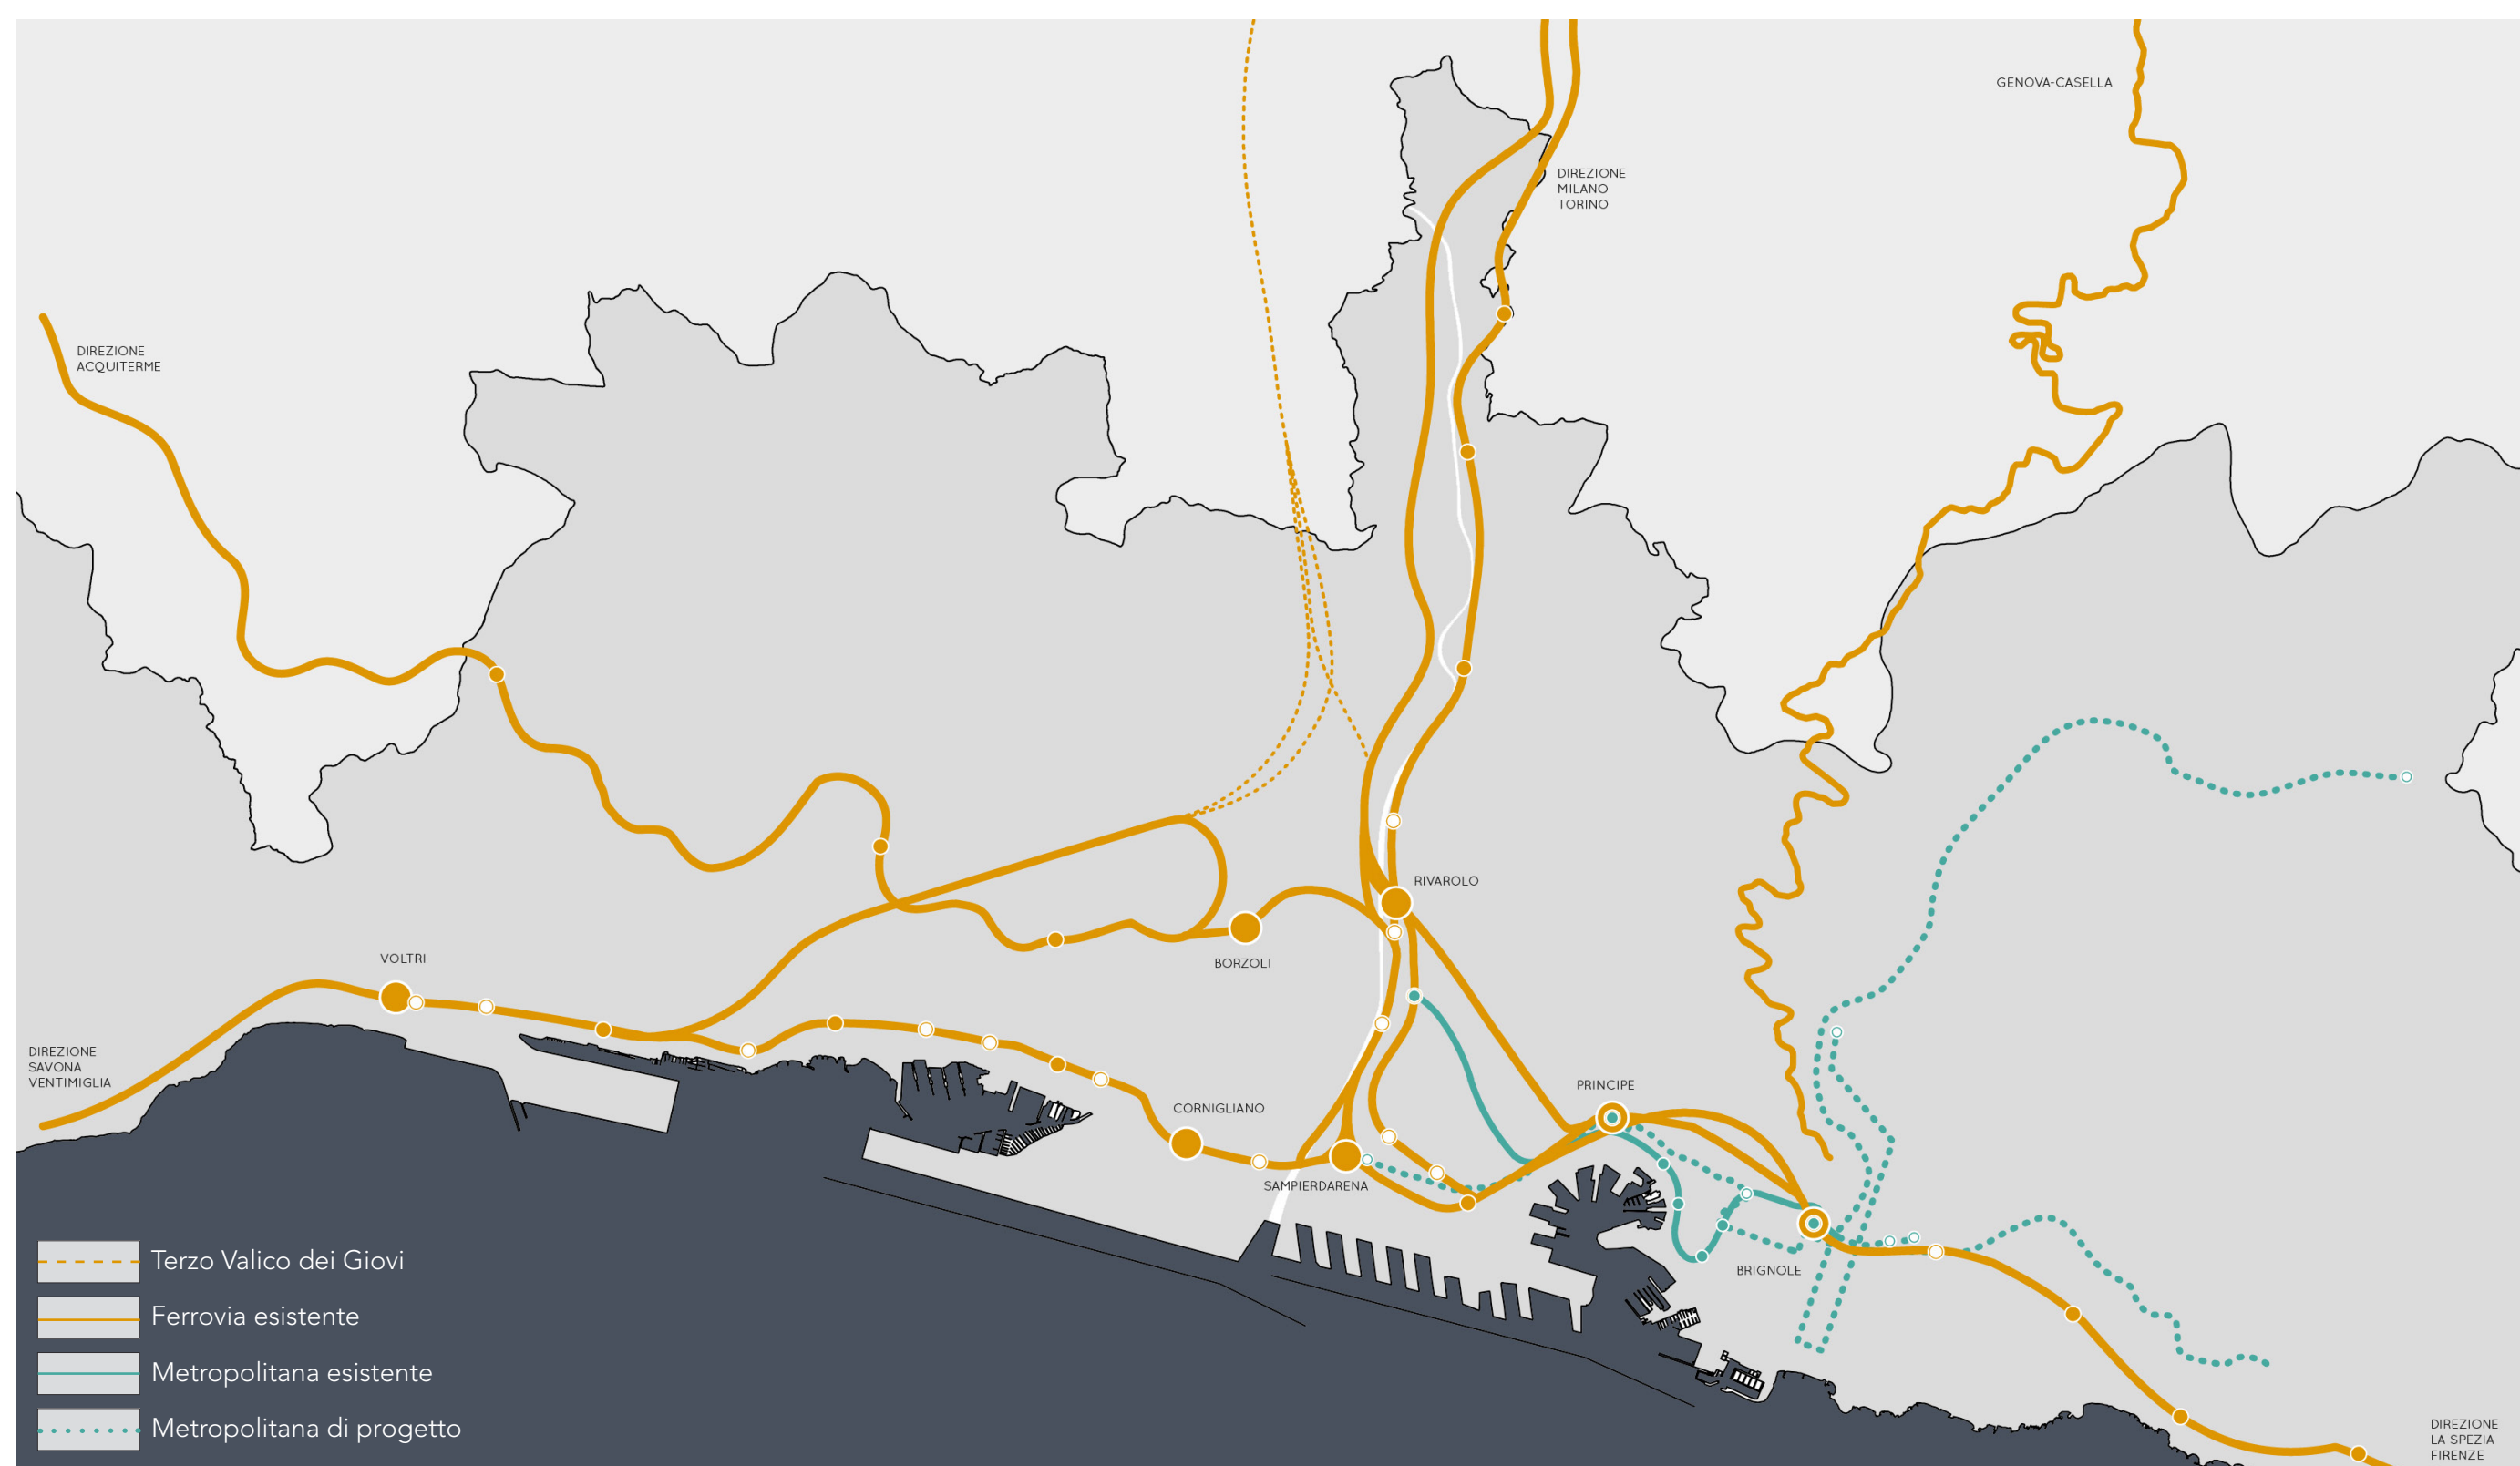 GENOVA-CASELLA
DIREZIONE
MILANO
TORINO
DIREZIONE
ACQUITERME
RIVAROLO
VOLTRI
BORZOLI
DIREZIONE
SAVONA
VENTIMIGLIA
PRINCIPE
CORNIGLIANO
SAMPIERDARENA
BRIGNOLE
Terzo Valico dei Giovi
Ferrovia esistente
Metropolitana esistente
Metropolitana di progetto
DIREZIONE
LA SPEZIA
FIRENZE